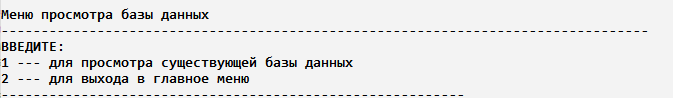 Меню просмотра базы данных
---------------------------------------------------------------------------------
ВВЕДИТЕ:
1 --- для просмотра существующей базы данных
2 --- для выхода в главное меню
----------------------------------------------------------